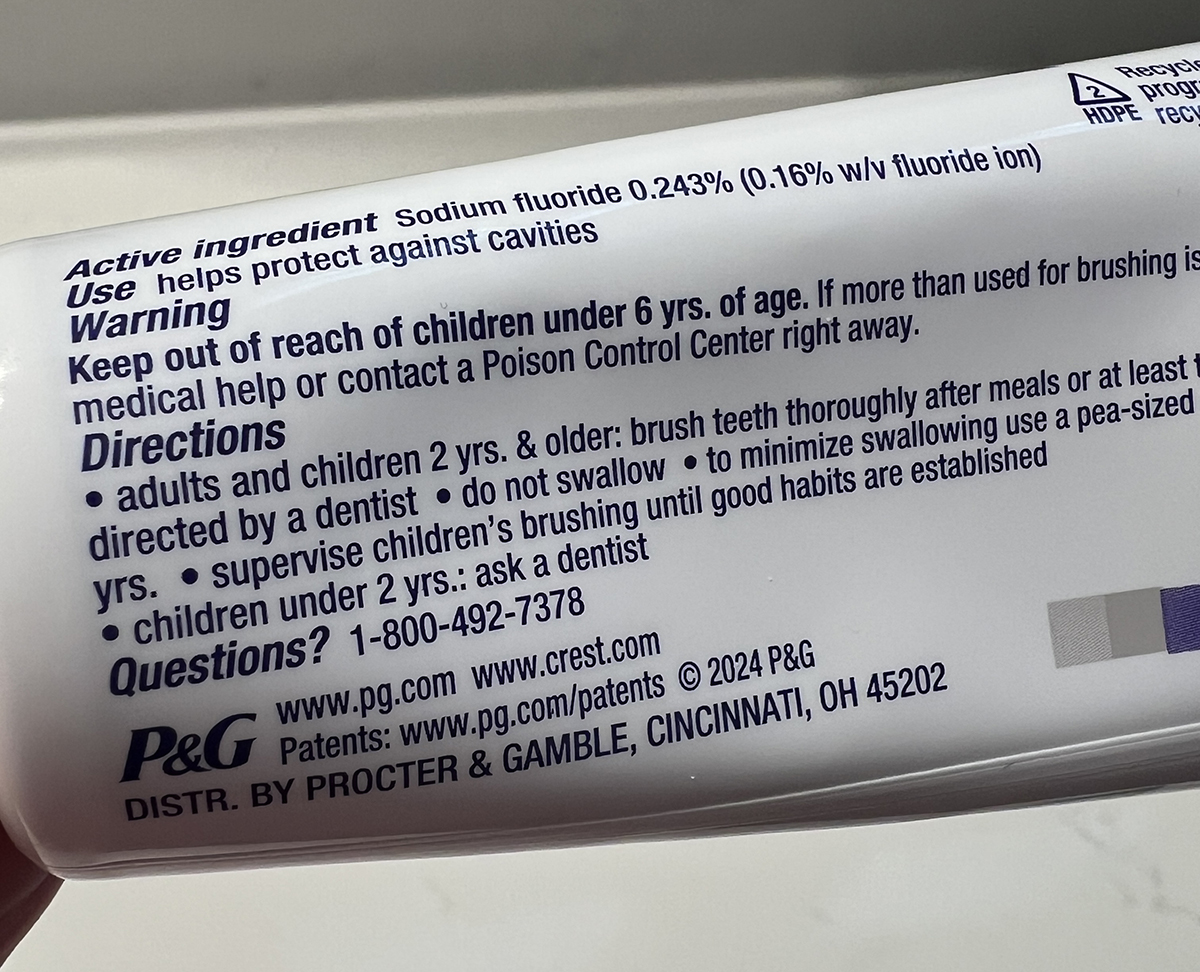 Recycle
progr
recy
2
HDPE
Active ingredient Sodium fluoride 0.243% (0.16% w/v fluoride ion)
Use helps protect against cavities
Warning
Keep out of reach of children under 6 yrs. of age. If more than used for brushing is
medical help or contact a Poison Control Center right away.
Directions
• adults and children 2 yrs. & older: brush teeth thoroughly after meals or at least t
directed by a dentist • do not swallow • to minimize swallowing use a pea-sized
yrs. • supervise children's brushing until good habits are established
• children under 2 yrs.: ask a dentist
Questions? 1-800-492-7378
P&G
www.pg.com www.crest.com
Patents: www.pg.com/patents © 2024 P&G
DISTR. BY PROCTER & GAMBLE, CINCINNATI, OH 45202